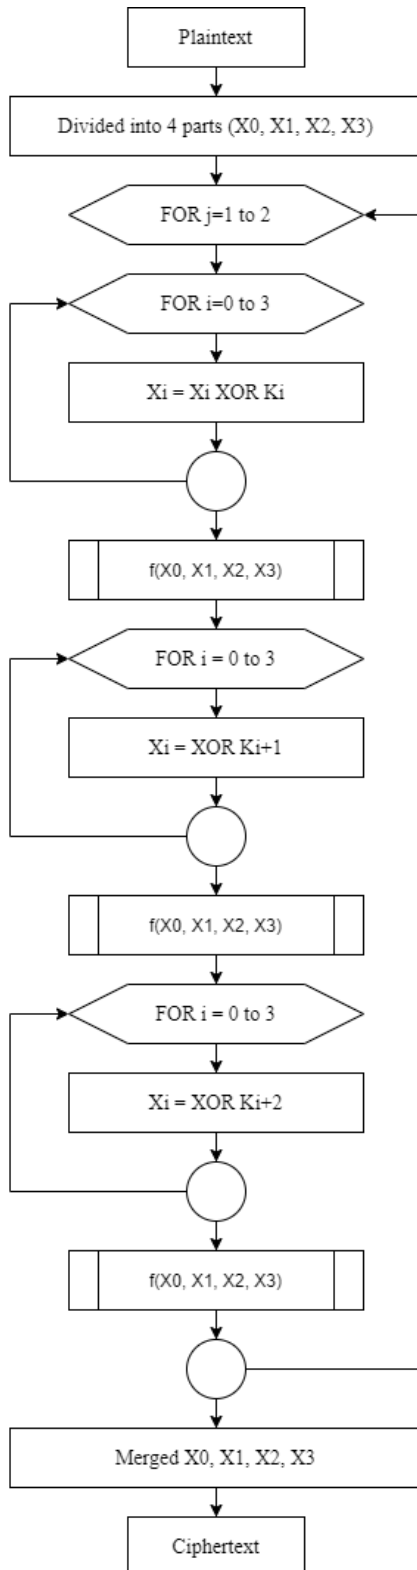 Plaintext
Divided into 4 parts (X0, X1, X2, X3)
FOR j=1 to 2
FOR i=0 to 3
Xi = Xi XOR Ki
f(X0, X1, X2, X3)
FOR i = 0 to 3
Xi = XOR Ki+1
f(X0, X1, X2, X3)
FOR i = 0 to 3
Xi = XOR Ki+2
f(X0, X1, X2, X3)
Merged X0, X1, X2, X3
Ciphertext